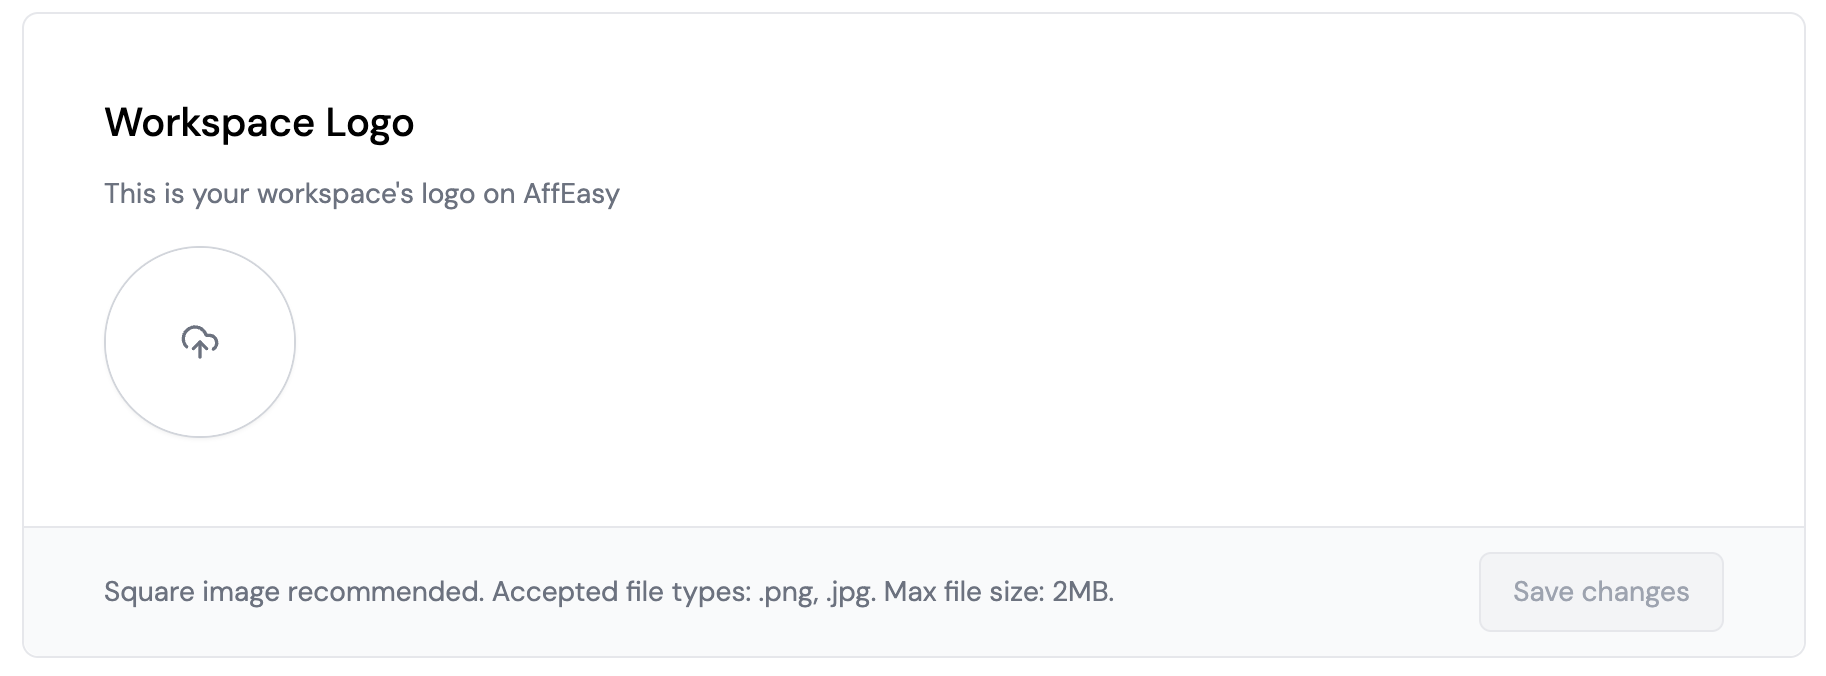 Workspace Logo
This is your workspace's logo on AffEasy
Square image recommended. Accepted file types: .png, .jpg. Max file size: 2MB.
Save changes